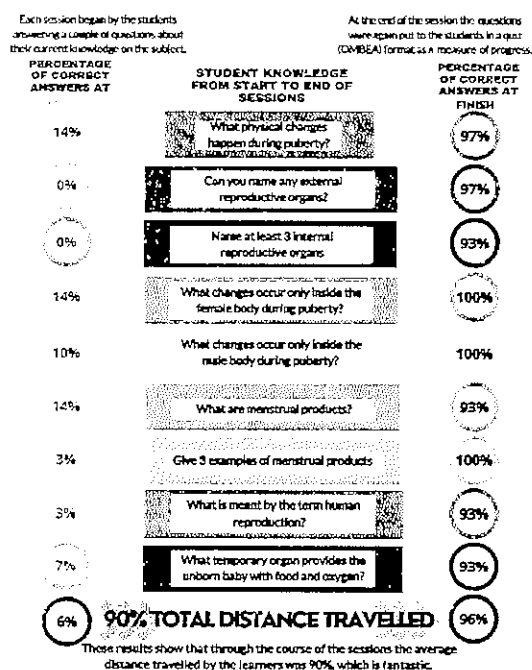 Each session began by the students
answering a couple of questions about
their current knowledge on the subject.
At the end of the session the questions
were again put to the students in a quiz
(DMBEA) format as a measure of progress.
PERCENTAGE
OF CORRECT
ANSWERS AT
STUDENT KNOWLEDGE
FROM START TO END OF
SESSIONS
PERCENTAGE
OF CORRECT
ANSWERS AT
FINISH
14%
What physical changes
happen during puberty?
97%
0%
Can you name any external
reproductive organs?
97%
0%
Name at least 3 internal
reproductive organs
93%
14%
What changes occur only inside the
female body during puberty?
100%
10%
What changes occur only inside the
male body during puberty?
100%
14%
What are menstrual products?
93%
3%
Give 3 examples of menstrual products
100%
3%
What is meant by the term human
reproduction?
93%
7%
What temporary organ provides the
unborn baby with food and oxygen?
93%
6%
90% TOTAL DISTANCE TRAVELLED
96%
These results show that through the course of the sessions the average
distance travelled by the learners was 90%, which is fantastic.